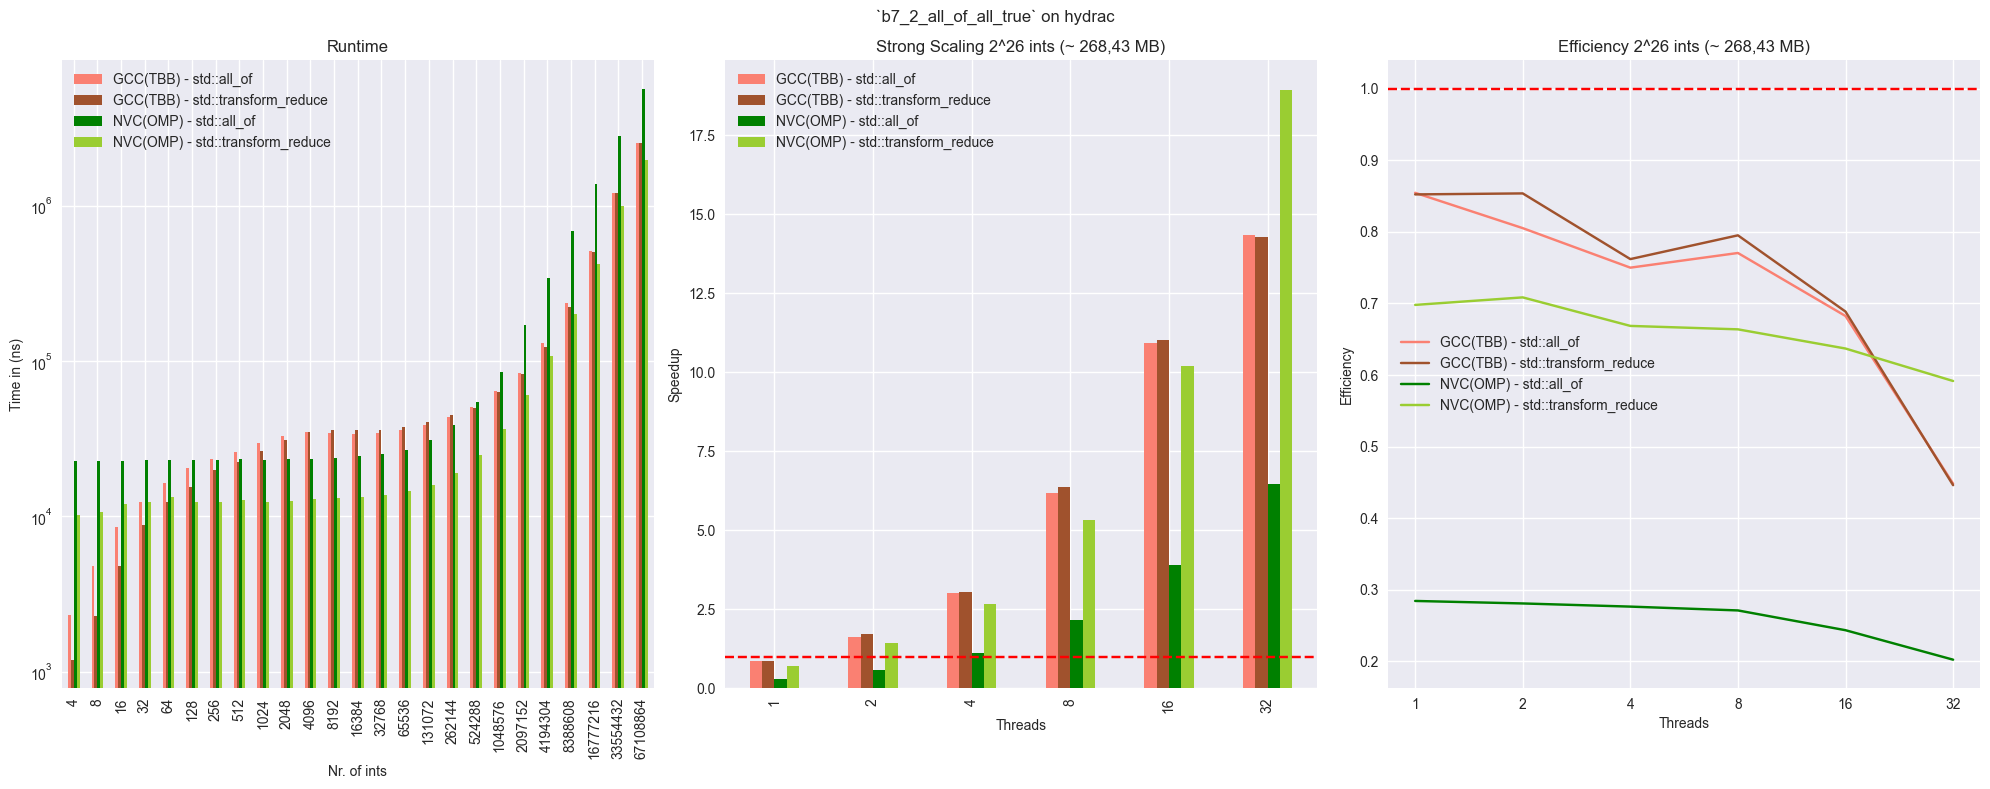 `b7_2_all_of_all_true` on hydrac
Runtime
GCC(TBB) - std::all_of
GCC(TBB) - std::transform_reduce
NVC(OMP) - std::all_of
NVC(OMP) - std::transform_reduce
Time in (ns)
10^6
10^5
10^4
10^3
4
8
16
32
64
128
256
512
1024
2048
4096
8192
16384
32768
65536
131072
262144
524288
1048576
2097152
4194304
8388608
16777216
33554432
67108864
Nr. of ints
Strong Scaling 2^26 ints (~ 268,43 MB)
GCC(TBB) - std::all_of
GCC(TBB) - std::transform_reduce
NVC(OMP) - std::all_of
NVC(OMP) - std::transform_reduce
Speedup
17.5
15.0
12.5
10.0
7.5
5.0
2.5
0.0
1
2
4
8
16
32
Threads
Efficiency 2^26 ints (~ 268,43 MB)
Efficiency
1.0
0.9
0.8
0.7
0.6
0.5
0.4
0.3
0.2
GCC(TBB) - std::all_of
GCC(TBB) - std::transform_reduce
NVC(OMP) - std::all_of
NVC(OMP) - std::transform_reduce
1
2
4
8
16
32
Threads